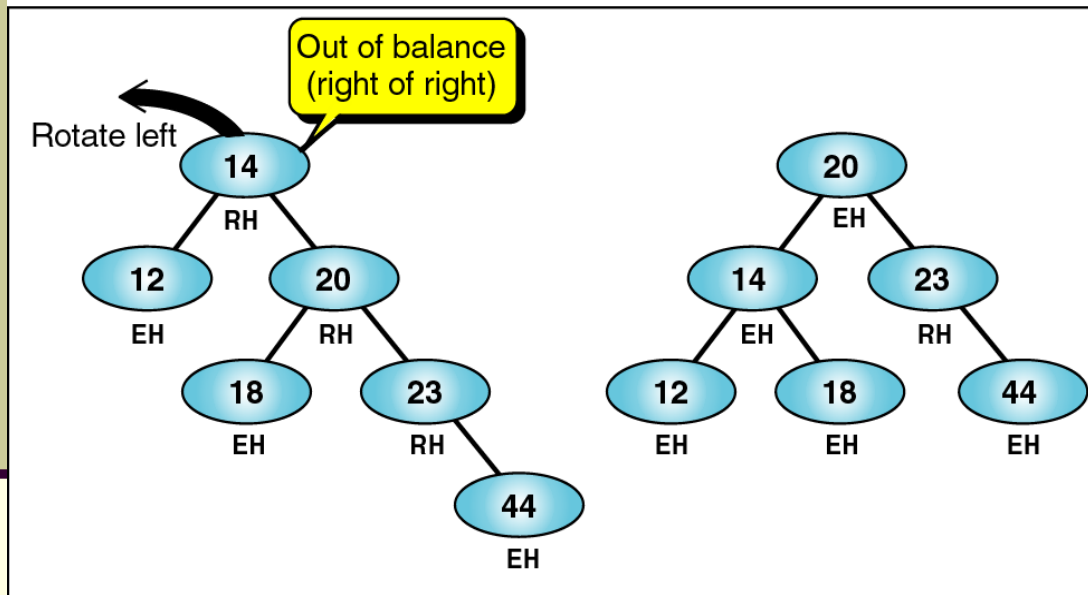 Out of balance
(right of right)
Rotate left
14
RH
12
EH
20
RH
18
EH
23
RH
44
EH
20
EH
14
EH
23
RH
12
EH
18
EH
44
EH